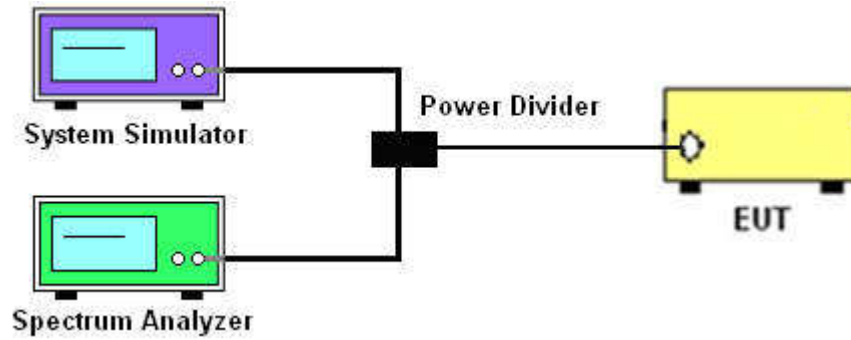 System Simulator
Power Divider
EUT
Spectrum Analyzer